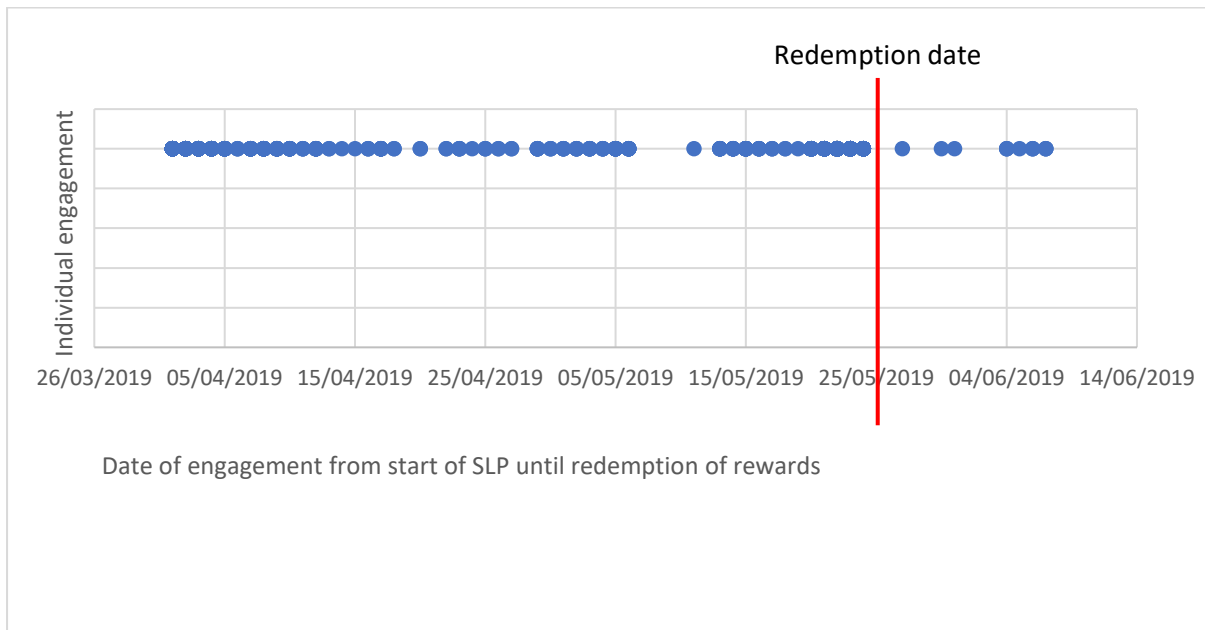 Redemption date
Individual engagement
26/03/2019 05/04/2019 15/04/2019 25/04/2019 05/05/2019 15/05/2019 25/05/2019 04/06/2019 14/06/2019
Date of engagement from start of SLP until redemption of rewards